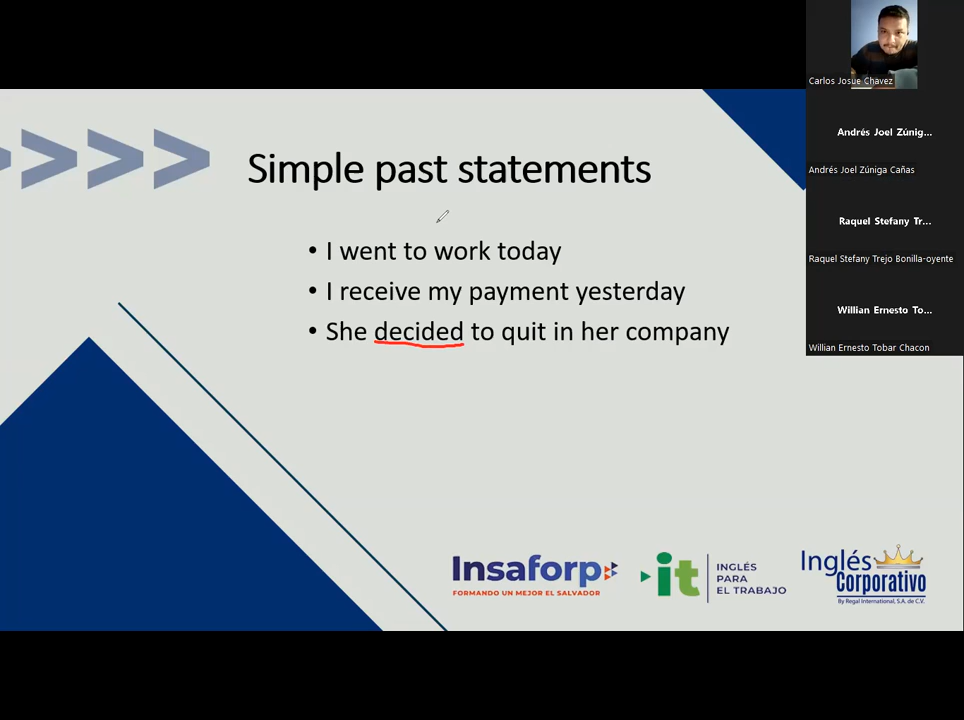 Simple past statements
• I went to work today
• I receive my payment yesterday
• She decided to quit in her company
Carlos Josue Chavez
Andrés Joel Zúnig...
Andrés Joel Zúniga Cañas
Raquel Stefany Tr...
Raquel Stefany Trejo Bonilla-oyente
Willian Ernesto To...
Willian Ernesto Tobar Chacon
Insaforp
FORMANDO UN MEJOR EL SALVADOR
it
INGLÉS
PARA
EL TRABAJO
Inglés
Corporativo
By Regal International, S.A. de C.V.